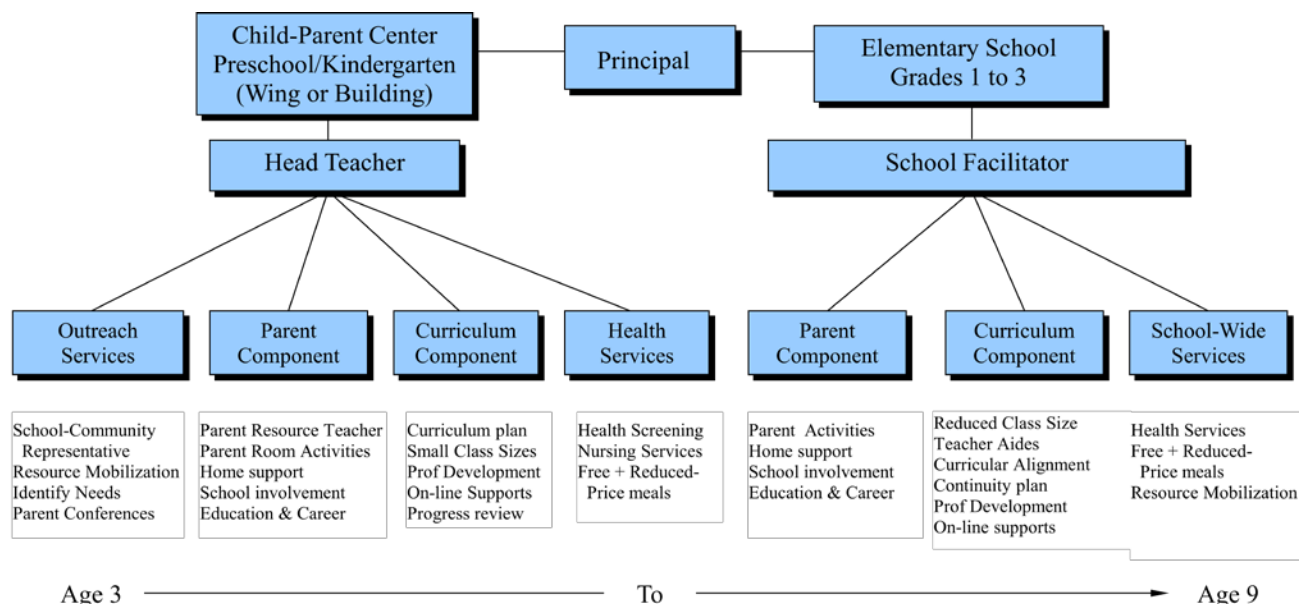 Child-Parent Center
Preschool/Kindergarten
(Wing or Building)
Principal
Elementary School
Grades 1 to 3
Head Teacher
School Facilitator
Outreach
Services
Parent
Component
Curriculum
Component
Health
Services
Parent
Component
Curriculum
Component
School-Wide
Services
School-Community
Representative
Resource Mobilization
Identify Needs
Parent Conferences
Parent Resource Teacher
Parent Room Activities
Home support
School involvement
Education & Career
Curriculum plan
Small Class Sizes
Prof Development
On-line Supports
Progress review
Health Screening
Nursing Services
Free + Reduced-
Price meals
Parent Activities
Home support
School involvement
Education & Career
Reduced Class Size
Teacher Aides
Curricular Alignment
Continuity plan
Prof Development
On-line supports
Health Services
Free + Reduced-
Price meals
Resource Mobilization
Age 3 To Age 9